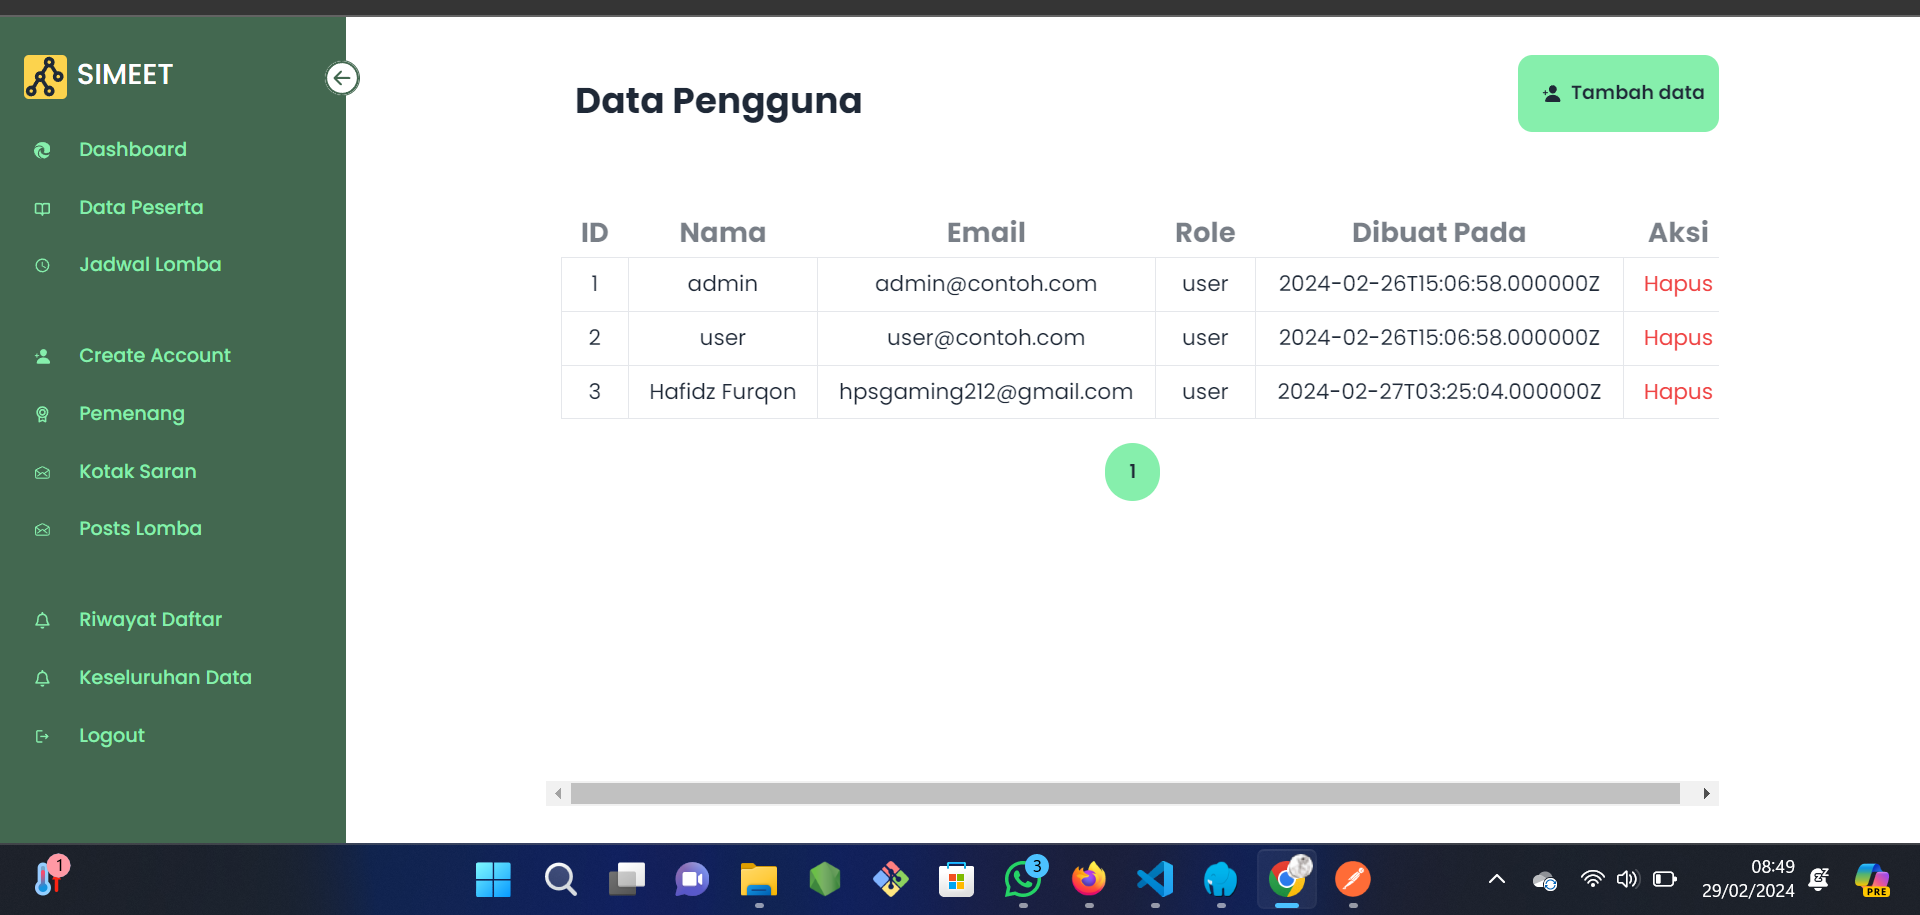 SIMEET
Dashboard
Data Peserta
Jadwal Lomba
Create Account
Pemenang
Kotak Saran
Posts Lomba
Riwayat Daftar
Keseluruhan Data
Logout
Data Pengguna
Tambah data
ID Nama Email Role Dibuat Pada Aksi
1 admin admin@contoh.com user 2024-02-26T15:06:58.000000Z Hapus
2 user user@contoh.com user 2024-02-26T15:06:58.000000Z Hapus
3 Hafidz Furqon hpsgaming212@gmail.com user 2024-02-27T03:25:04.000000Z Hapus
1
1
3
08:49
29/02/2024
PRE